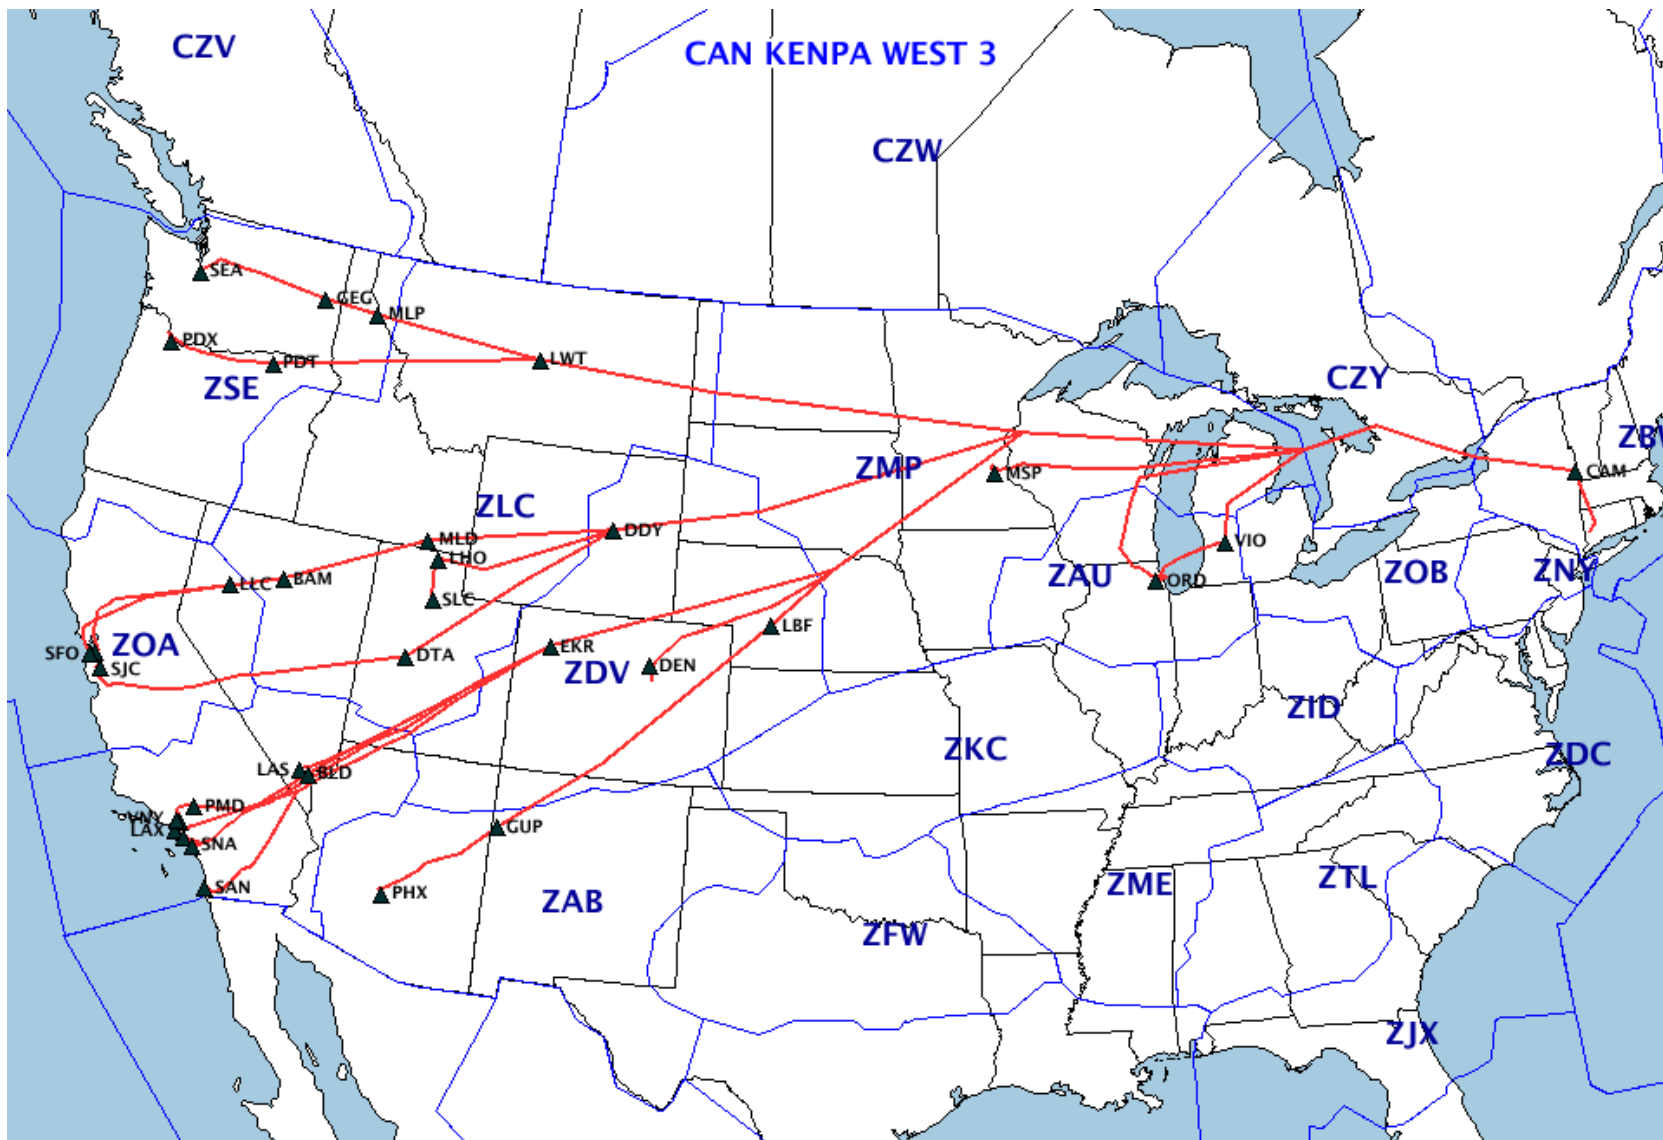 CZV
CAN KENPA WEST 3
CZW
SEA
GEG
MLP
PDX
PDT
LWT
ZSE
CZY
ZBW
ZMP
MSP
CAM
ZLC
DDY
MLD
LHO
VIO
LLC
BAM
SLC
ZAU
ORD
ZOB
ZNY
LBF
SFO
ZOA
SJC
DTA
EKR
ZDV
DEN
ZID
ZKC
ZDC
LAS
BLD
PMD
VNY
LAX
SNA
GUP
SAN
PHX
ZAB
ZME
ZTL
ZFW
ZJX